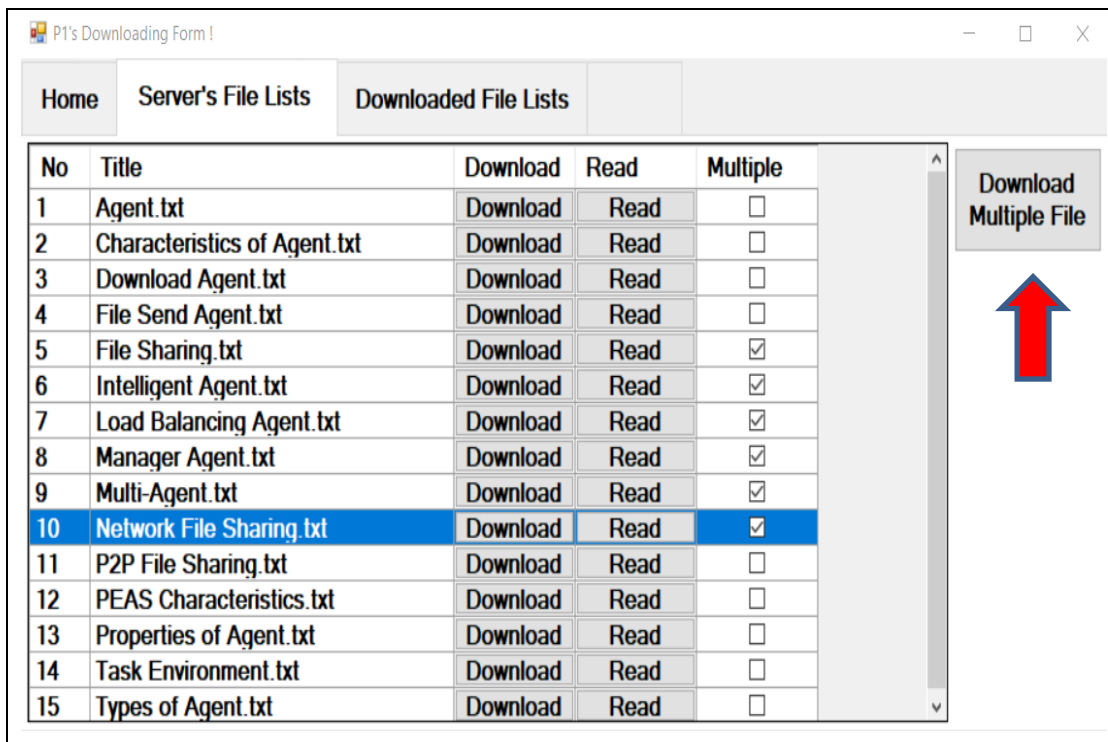 P1's Downloading Form !
Home Server's File Lists Downloaded File Lists
No Title Download Read Multiple
Download
Multiple File
1 Agent.txt Download Read
2 Characteristics of Agent.txt Download Read
3 Download Agent.txt Download Read
4 File Send Agent.txt Download Read
5 File Sharing.txt Download Read
6 Intelligent Agent.txt Download Read
7 Load Balancing Agent.txt Download Read
8 Manager Agent.txt Download Read
9 Multi-Agent.txt Download Read
10 Network File Sharing.txt Download Read
11 P2P File Sharing.txt Download Read
12 PEAS Characteristics.txt Download Read
13 Properties of Agent.txt Download Read
14 Task Environment.txt Download Read
15 Types of Agent.txt Download Read